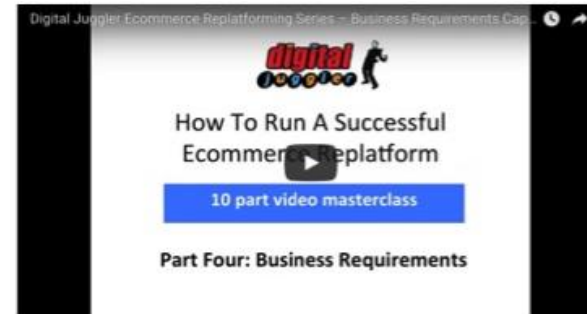 Digital Juggler Ecommerce Replatforming Series – Business Requirements Cap...
digital
juggler
How To Run A Successful
Ecommerce Replatform
10 part video masterclass
Part Four: Business Requirements